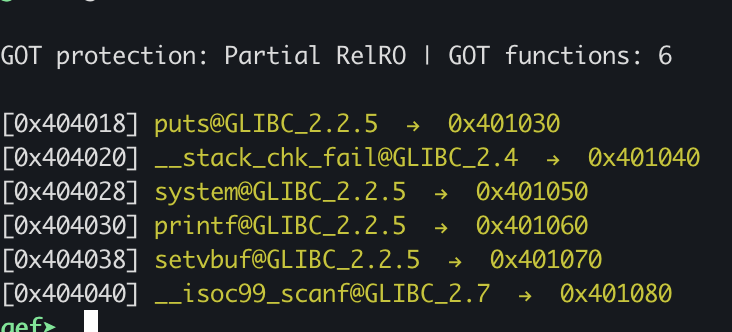 GOT protection: Partial RelRO | GOT functions: 6
[0x404018] puts@GLIBC_2.2.5 → 0x401030
[0x404020] __stack_chk_fail@GLIBC_2.4 → 0x401040
[0x404028] system@GLIBC_2.2.5 → 0x401050
[0x404030] printf@GLIBC_2.2.5 → 0x401060
[0x404038] setvbuf@GLIBC_2.2.5 → 0x401070
[0x404040] __isoc99_scanf@GLIBC_2.7 → 0x401080
gef➤